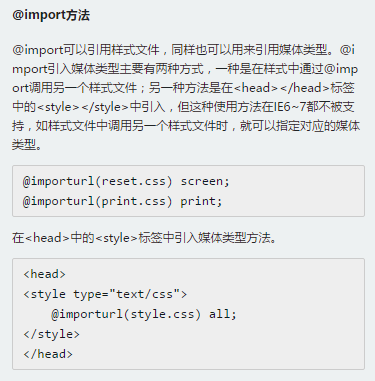 @import方法
@import可以引用样式文件，同样也可以用来引用媒体类型。@i
mport引入媒体类型主要有两种方式，一种是在样式中通过@imp
ort调用另一个样式文件；另一种方法是在<head></head>标签
中的<style></style>中引入，但这种使用方法在IE6~7都不被支
持，如样式文件中调用另一个样式文件时，就可以指定对应的媒体
类型。
@importurl(reset.css) screen;
@importurl(print.css) print;
在<head>中的<style>标签中引入媒体类型方法。
<head>
<style type="text/css">
    @importurl(style.css) all;
</style>
</head>